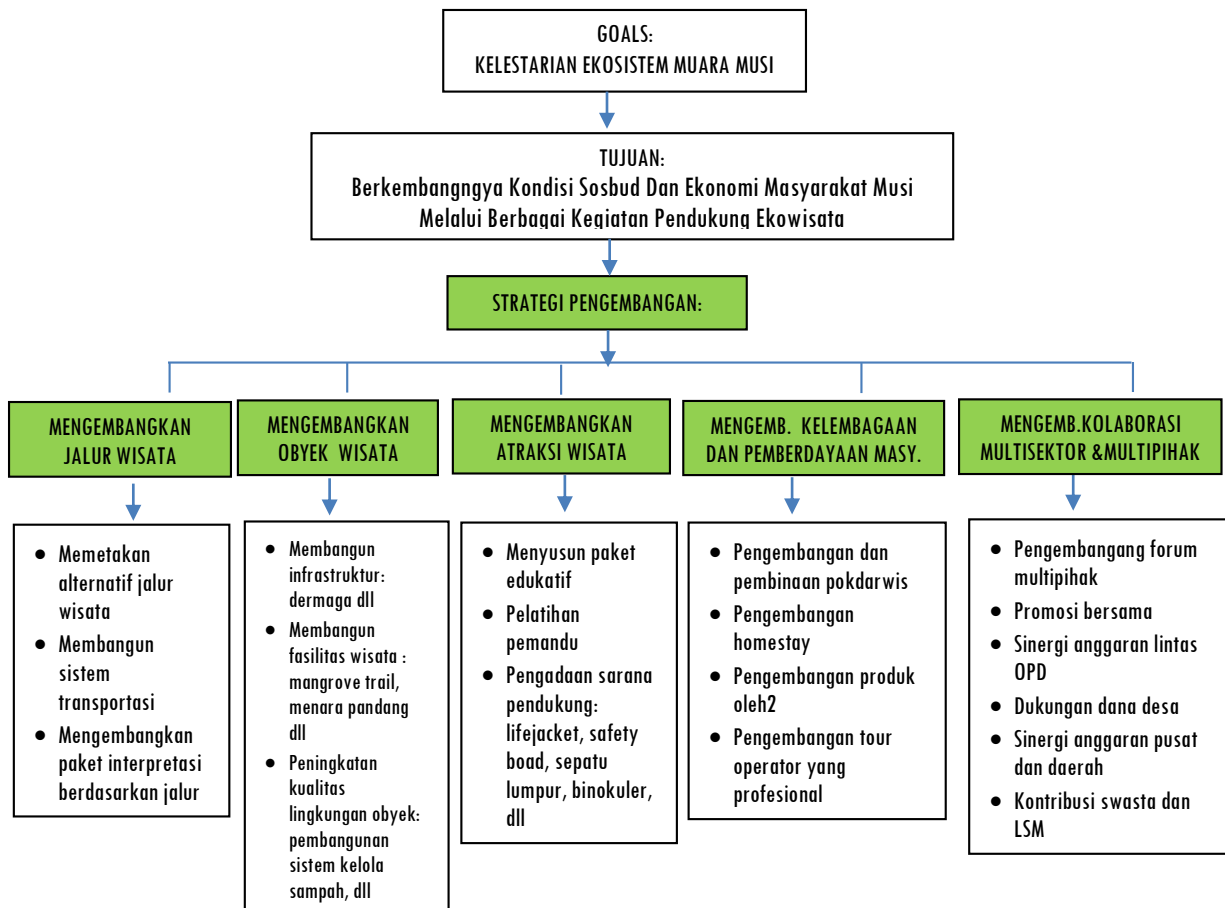 GOALS:
KELESTARIAN EKOSISTEM MUARA MUSI
TUJUAN:
Berkembangngya Kondisi Sosbud Dan Ekonomi Masyarakat Musi
Melalui Berbagai Kegiatan Pendukung Ekowisata
STRATEGI PENGEMBANGAN:
MENGEMBANGKAN
JALUR WISATA
MENGEMBANGKAN
OBYEK WISATA
MENGEMBANGKAN
ATRAKSI WISATA
MENGEMB. KELEMBAGAAN
DAN PEMBERDAYAAN MASY.
MENGEMB.KOLABORASI
MULTISEKTOR &MULTIPIHAK
• Memetakan
alternatif jalur
wisata
• Membangun
sistem
transportasi
• Mengembangkan
paket interpretasi
berdasarkan jalur
• Membangun
infrastruktur:
dermaga dll
• Membangun
fasilitas wisata :
mangrove trail,
menara pandang
dll
• Peningkatan
kualitas
lingkungan obyek:
pembangunan
sistem kelola
sampah, dll
• Menyusun paket
edukatif
• Pelatihan
pemandu
• Pengadaan sarana
pendukung:
lifejacket, safety
boad, sepatu
lumpur, binokuler,
dll
• Pengembangan dan
pembinaan pokdarwis
• Pengembangan
homestay
• Pengembangan produk
oleh2
• Pengembangan tour
operator yang
profesional
• Pengembangang forum
multipihak
• Promosi bersama
• Sinergi anggaran lintas
OPD
• Dukungan dana desa
• Sinergi anggaran pusat
dan daerah
• Kontribusi swasta dan
LSM